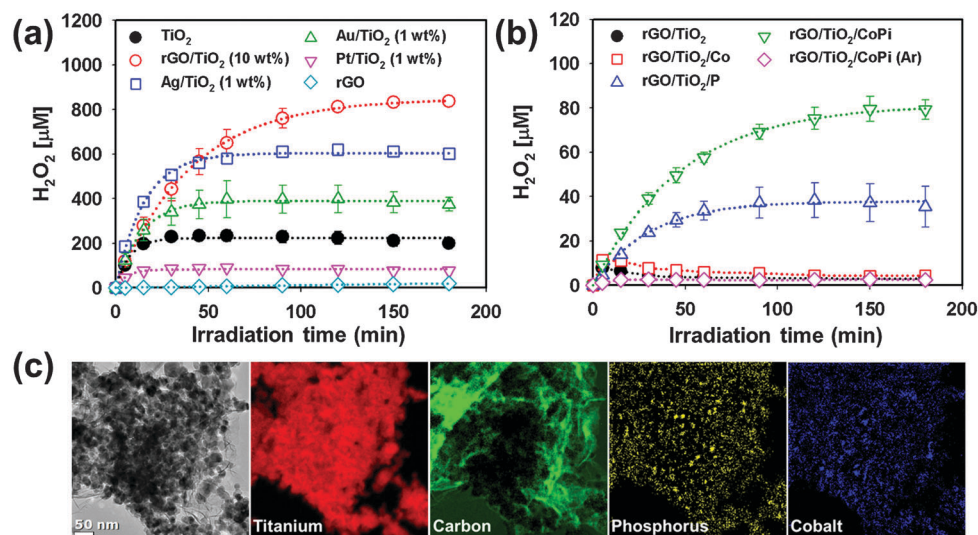 (a)
TiO₂
rGO/TiO₂ (10 wt%)
Ag/TiO₂ (1 wt%)
Au/TiO₂ (1 wt%)
Pt/TiO₂ (1 wt%)
rGO
H₂O₂ [μM]
1000
800
600
400
200
0
0 50 100 150 200
Irradiation time (min)
(b)
rGO/TiO₂
rGO/TiO₂/Co
rGO/TiO₂/P
rGO/TiO₂/CoPi
rGO/TiO₂/CoPi (Ar)
H₂O₂ [μM]
120
100
80
60
40
20
0
0 50 100 150 200
Irradiation time (min)
(c)
50 nm
Titanium
Carbon
Phosphorus
Cobalt